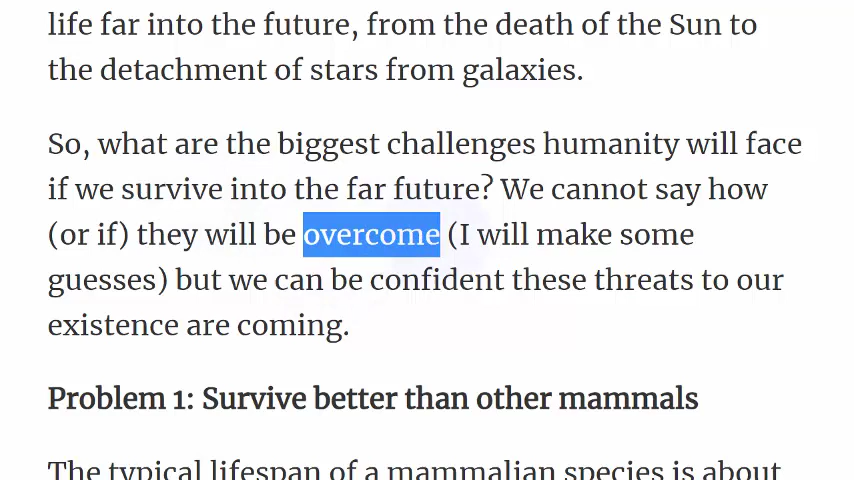 life far into the future, from the death of the Sun to
the detachment of stars from galaxies.
So, what are the biggest challenges humanity will face
if we survive into the far future? We cannot say how
(or if) they will be overcome (I will make some
guesses) but we can be confident these threats to our
existence are coming.
Problem 1: Survive better than other mammals
The typical lifespan of a mammalian species is about